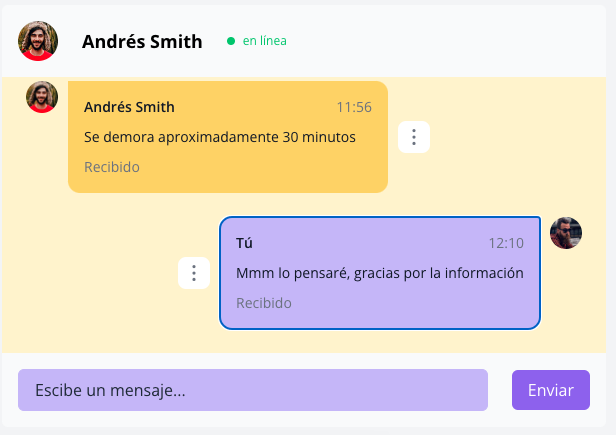 Andrés Smith
en línea
Andrés Smith 11:56
Se demora aproximadamente 30 minutos
Recibido
Tú 12:10
Mmm lo pensaré, gracias por la información
Recibido
Escibe un mensaje...
Enviar